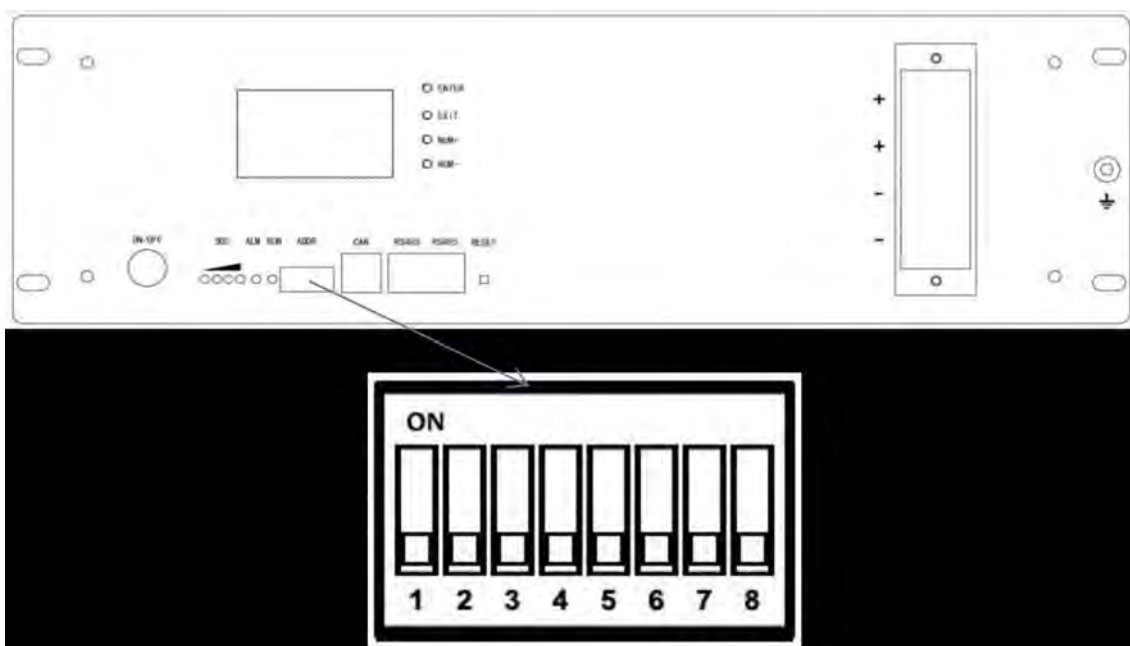 ENTER
EXIT
NUM+
NUM-
+
+
-
-
ON/OFF SOC ALM RUN ADDR CAN RS485 RS485 RESET
ON
1 2 3 4 5 6 7 8